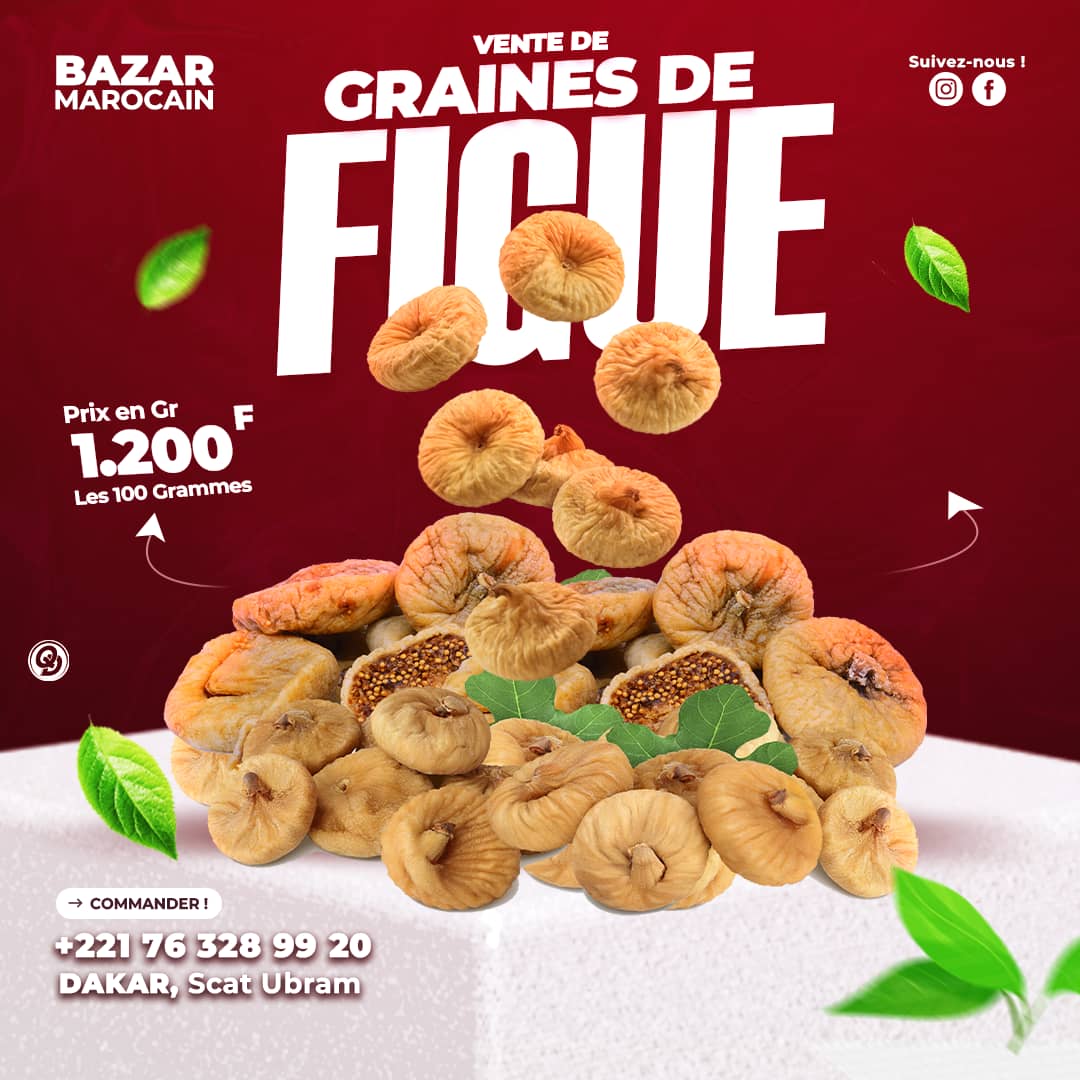 BAZAR
MAROCAIN
VENTE DE
GRAINES DE
FIGUE
Suivez-nous !
Prix en Gr
1.200 F
Les 100 Grammes
→ COMMANDER !
+221 76 328 99 20
DAKAR, Scat Ubram